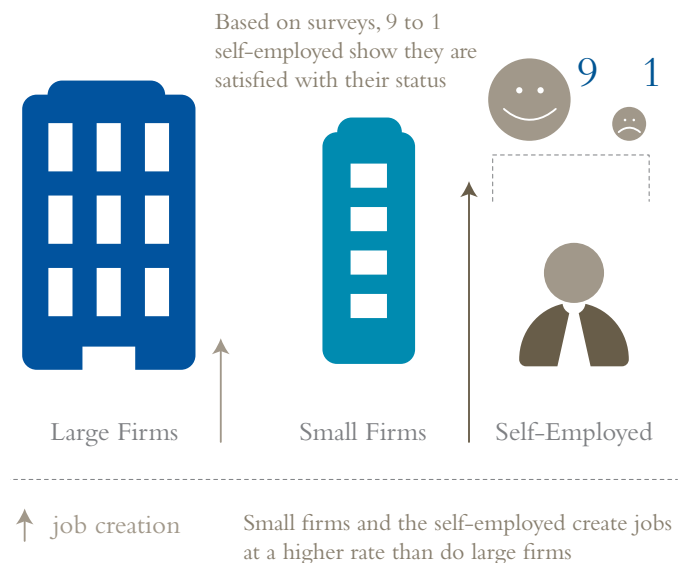 Based on surveys, 9 to 1
self-employed show they are
satisfied with their status
9 1
Large Firms
Small Firms
Self-Employed
job creation
Small firms and the self-employed create jobs
at a higher rate than do large firms